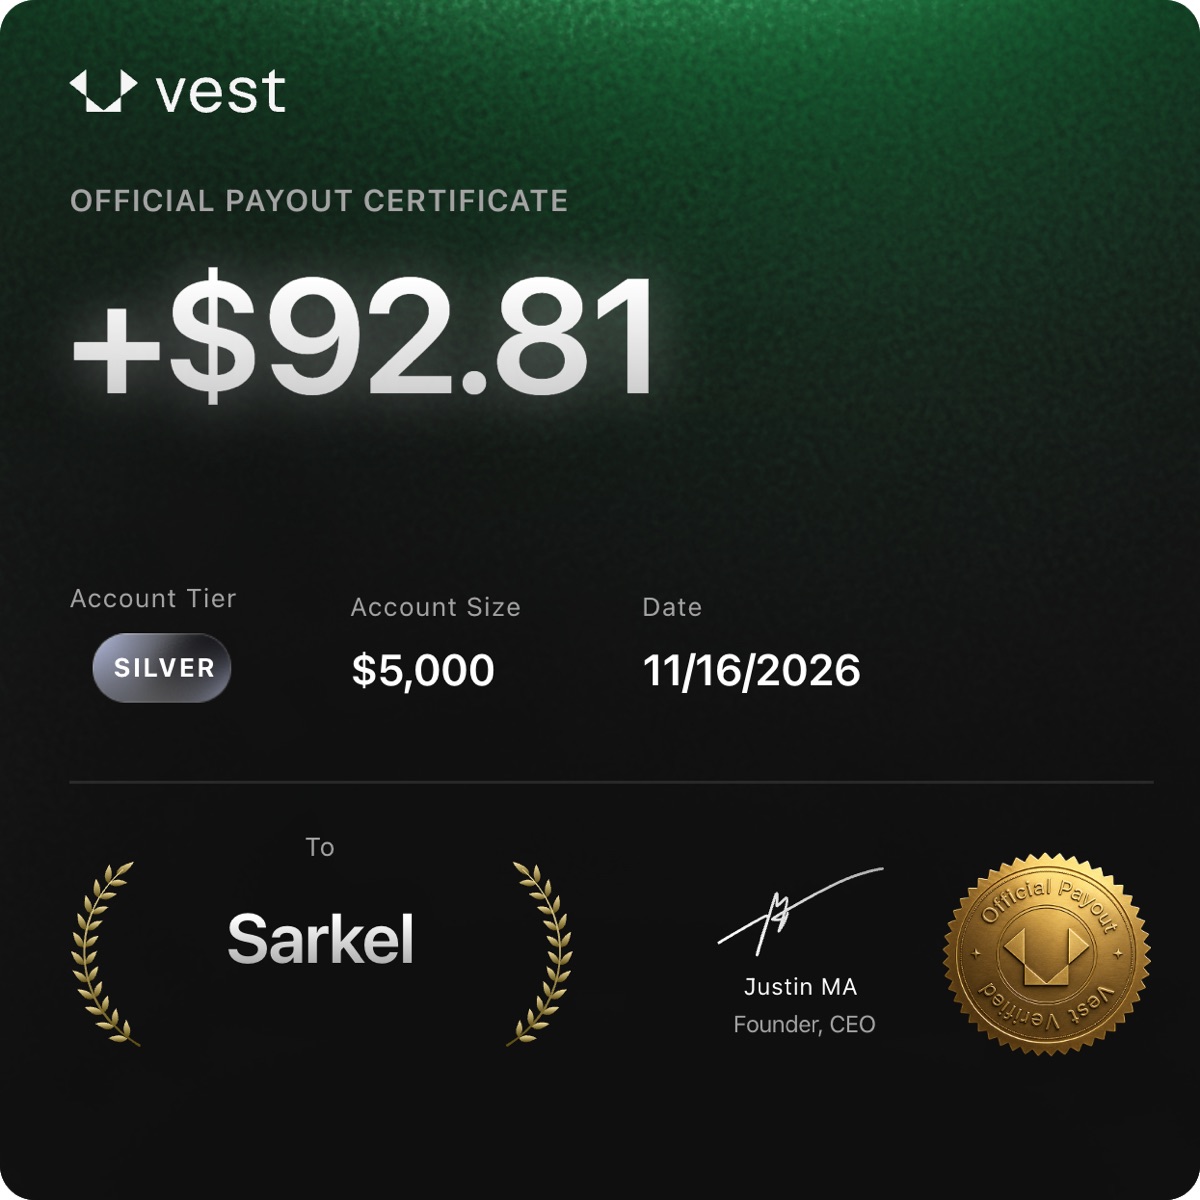 vest
OFFICIAL PAYOUT CERTIFICATE
+$92.81
Account Tier
SILVER
Account Size
$5,000
Date
11/16/2026
To
Sarkel
Justin MA
Founder, CEO
Official Payout
Vest Verified